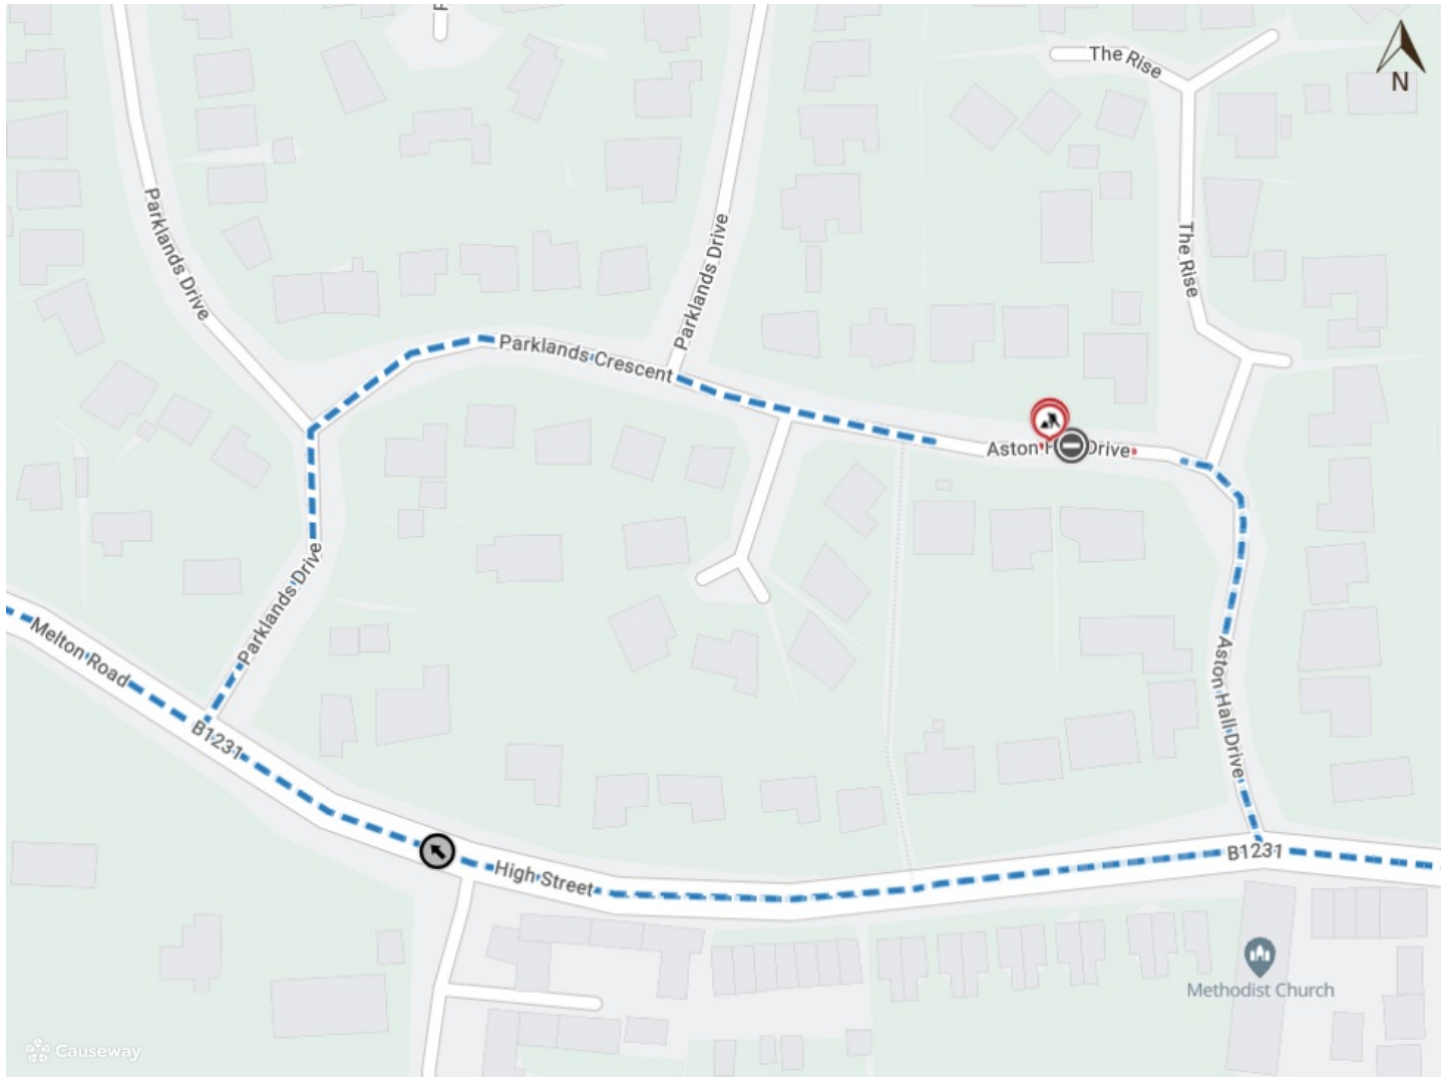 The Rise
N
Parklands Drive
Parklands Drive
The Rise
Parklands Crescent
Aston Drive
Parklands Drive
Melton Road
Aston Hall Drive
B1231
High Street
B1231
Methodist Church
Causeway